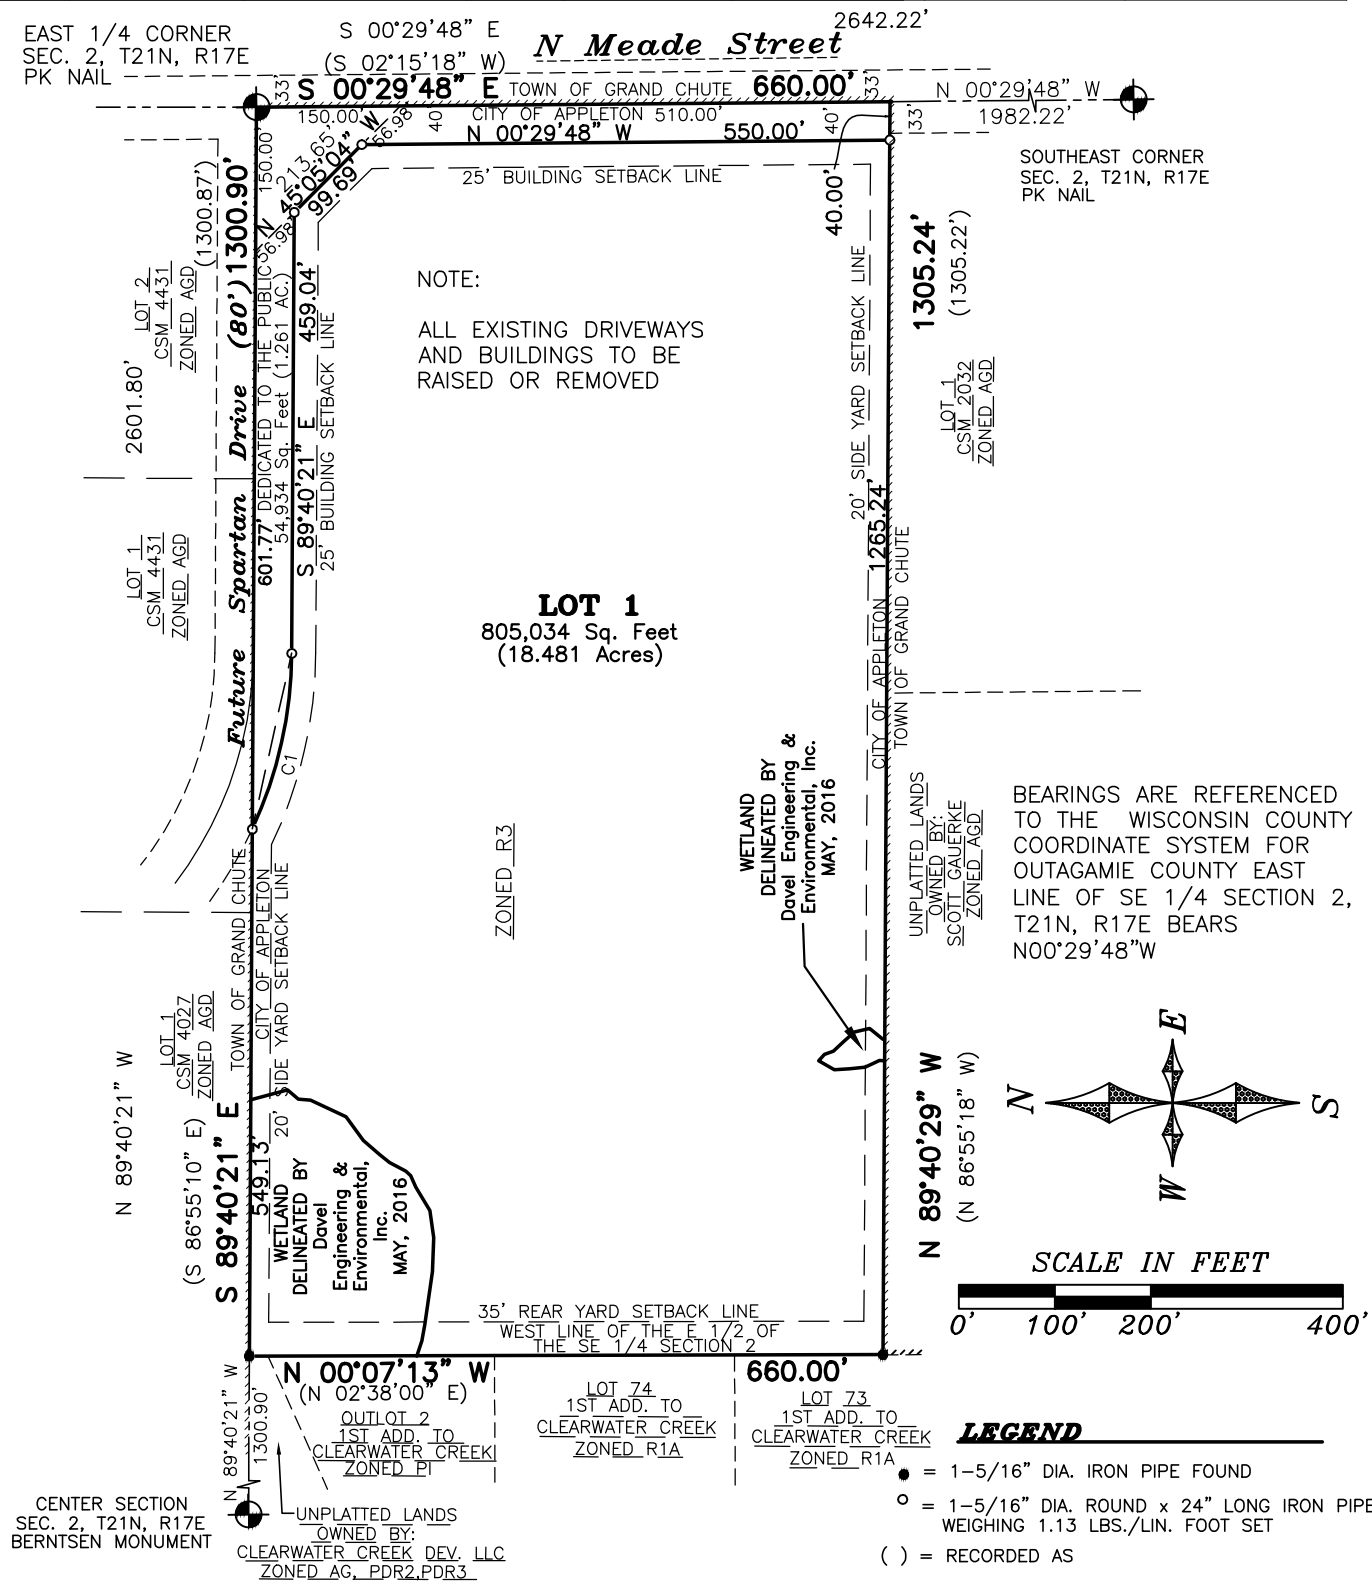 EAST 1/4 CORNER
SEC. 2, T21N, R17E
PK NAIL
S 00°29'48" E
(S 02°15'18" W)
N Meade Street
2642.22'
33'
S 00°29'48" E
TOWN OF GRAND CHUTE
660.00'
33'
N 00°29'48" W
1982.22'
150.00'
40'
CITY OF APPLETON 510.00'
40'
33'
N 00°29'48" W
550.00'
25' BUILDING SETBACK LINE
40.00'
SOUTHEAST CORNER
SEC. 2, T21N, R17E
PK NAIL
150.00'
213.65'
N 45°05'04" W
99.69'
56.98'
56.98'
(1300.87')
(80')1300.90'
LOT 2
CSM 4431
ZONED AGD
2601.80'
Future Spartan Drive
601.77' DEDICATED TO THE PUBLIC
54,934 Sq. Feet (1.261 AC.)
S 89°40'21" E 459.04'
25' BUILDING SETBACK LINE
NOTE:
ALL EXISTING DRIVEWAYS
AND BUILDINGS TO BE
RAISED OR REMOVED
20' SIDE YARD SETBACK LINE
1305.24'
(1305.22')
LOT 1
CSM 2032
ZONED AGD
1265.24'
CITY OF APPLETON
TOWN OF GRAND CHUTE
LOT 1
CSM 4431
ZONED AGD
LOT 1
805,034 Sq. Feet
(18.481 Acres)
C1
WETLAND
DELINEATED BY
Davel Engineering &
Environmental, Inc.
MAY, 2016
ZONED R3
UNPLATTED LANDS
OWNED BY:
SCOTT GAUERKE
ZONED AGD
BEARINGS ARE REFERENCED
TO THE WISCONSIN COUNTY
COORDINATE SYSTEM FOR
OUTAGAMIE COUNTY EAST
LINE OF SE 1/4 SECTION 2,
T21N, R17E BEARS
N00°29'48"W
TOWN OF GRAND CHUTE
CITY OF APPLETON
20' SIDE YARD SETBACK LINE
LOT 1
CSM 4027
ZONED AGD
N 89°40'21" W
(S 86°55'10" E)
S 89°40'21" E
549.13'
WETLAND
DELINEATED BY
Davel
Engineering &
Environmental,
Inc.
MAY, 2016
N 89°40'29" W
(N 86°55'18" W)
E
N
S
W
SCALE IN FEET
0' 100' 200' 400'
35' REAR YARD SETBACK LINE
WEST LINE OF THE E 1/2 OF
THE SE 1/4 SECTION 2
N 00°07'13" W
660.00'
(N 02°38'00" E)
N 89°40'21" W
1300.90'
OUTLOT 2
1ST ADD. TO
CLEARWATER CREEK
ZONED PI
LOT 74
1ST ADD. TO
CLEARWATER CREEK
ZONED R1A
LOT 73
1ST ADD. TO
CLEARWATER CREEK
ZONED R1A
CENTER SECTION
SEC. 2, T21N, R17E
BERNTSEN MONUMENT
UNPLATTED LANDS
OWNED BY:
CLEARWATER CREEK DEV. LLC
ZONED AG, PDR2,PDR3
LEGEND
= 1-5/16" DIA. IRON PIPE FOUND
= 1-5/16" DIA. ROUND x 24" LONG IRON PIPE
WEIGHING 1.13 LBS./LIN. FOOT SET
( ) = RECORDED AS